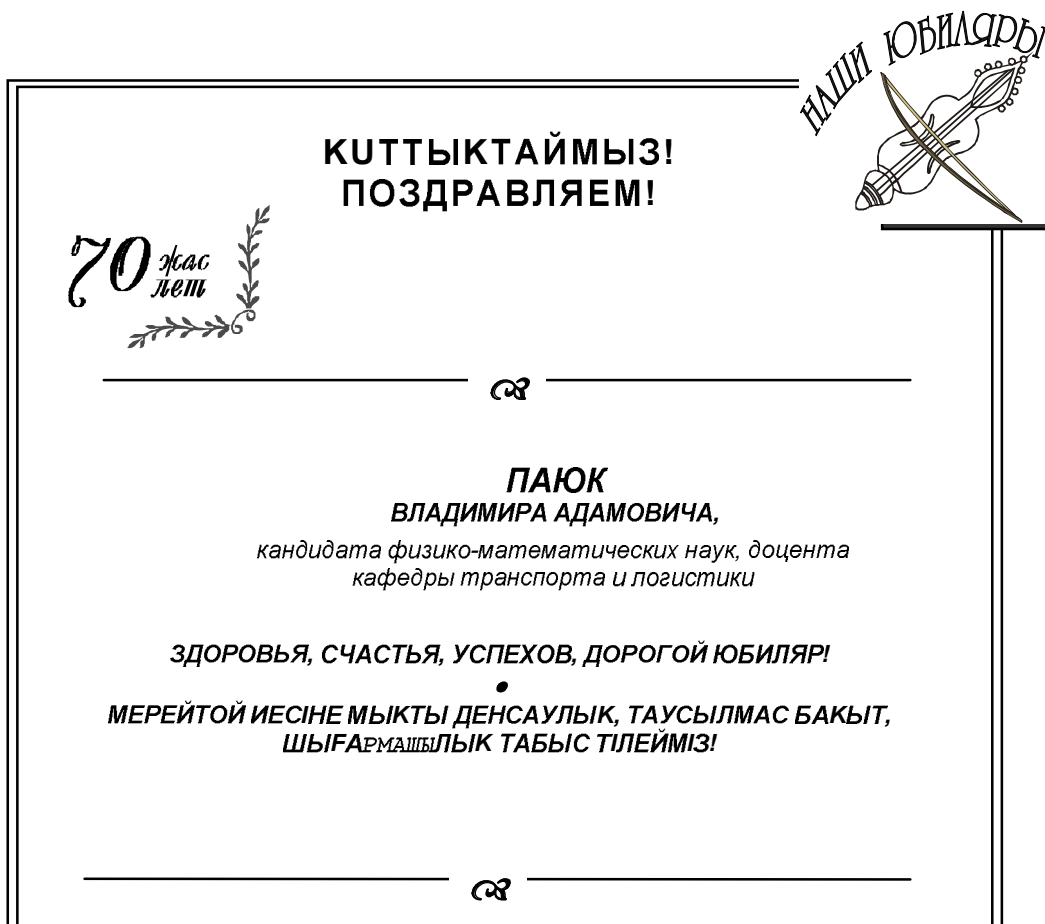 НАШИ ЮБИЛЯРЫ
КUТТЫКТАЙМЫЗ!
ПОЗДРАВЛЯЕМ!
70 жас
лет
ПАЮК
ВЛАДИМИРА АДАМОВИЧА,
кандидата физико-математических наук, доцента
кафедры транспорта и логистики
ЗДОРОВЬЯ, СЧАСТЬЯ, УСПЕХОВ, ДОРОГОЙ ЮБИЛЯР!
•
МЕРЕЙТОЙ ИЕСІНЕ МЫКТЫ ДЕНСАУЛЫК, ТАУСЫЛМАС БАКЫТ,
ШЫҒАРМАШЫЛЫК ТАБЫС ТІЛЕЙМІЗ!